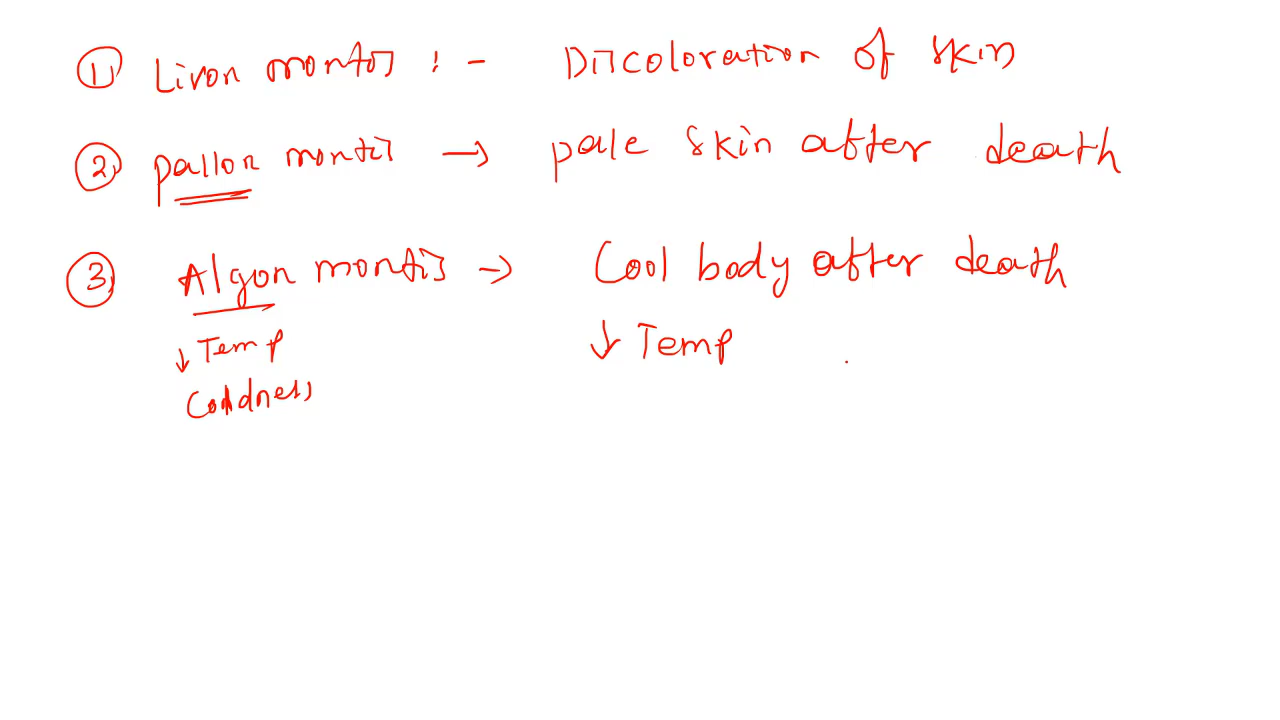 ① Livor mortis :- Discoloration of skin
② pallor mortis → pale skin after death
③ Algor mortis → Cool body after death
↓ Temp ↓ Temp
Coldness